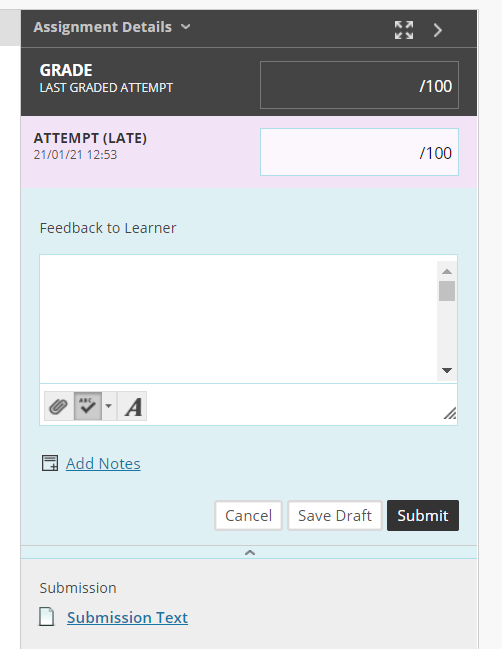 Assignment Details
GRADE
LAST GRADED ATTEMPT
/100
ATTEMPT (LATE)
21/01/21 12:53
/100
Feedback to Learner
ABC
A
Add Notes
Cancel Save Draft Submit
Submission
Submission Text